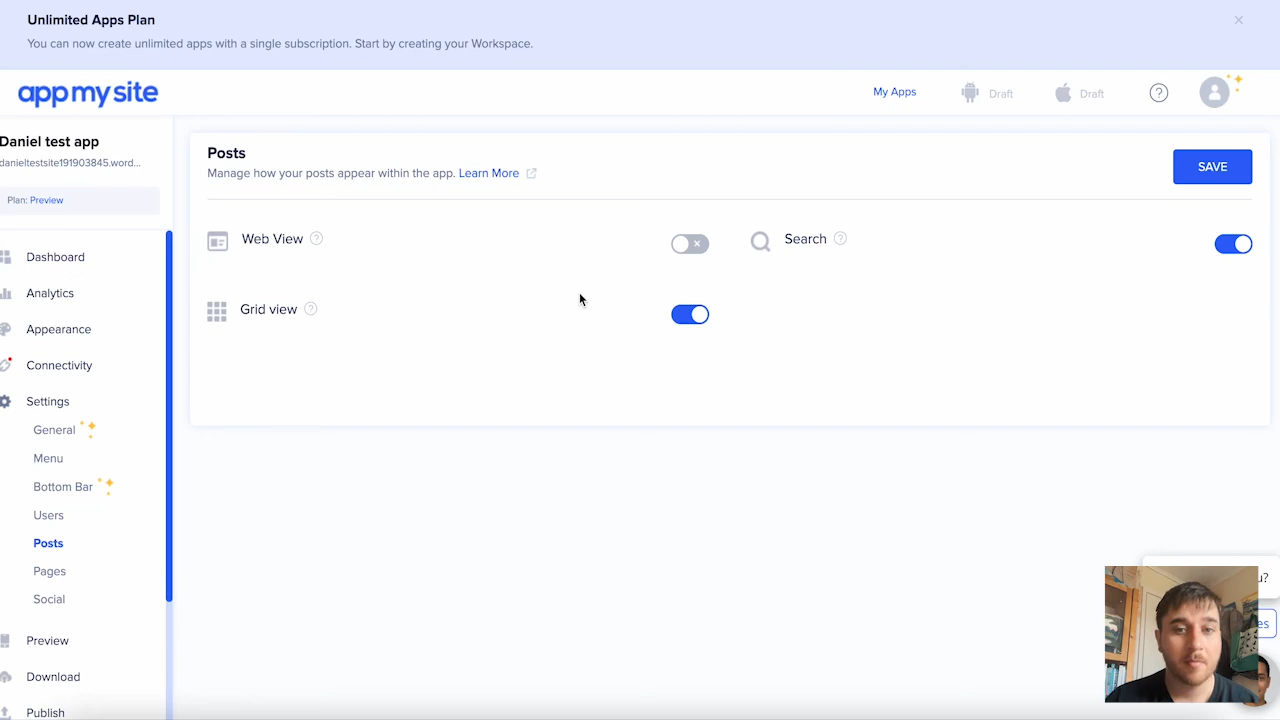 Unlimited Apps Plan
You can now create unlimited apps with a single subscription. Start by creating your Workspace.
appmysite
My Apps
Draft
Draft
Daniel test app
danieltestsite191903845.word...
Plan: Preview
Posts
Manage how your posts appear within the app. Learn More
SAVE
Web View
Search
Grid view
Dashboard
Analytics
Appearance
Connectivity
Settings
General
Menu
Bottom Bar
Users
Posts
Pages
Social
Preview
Download
Publish